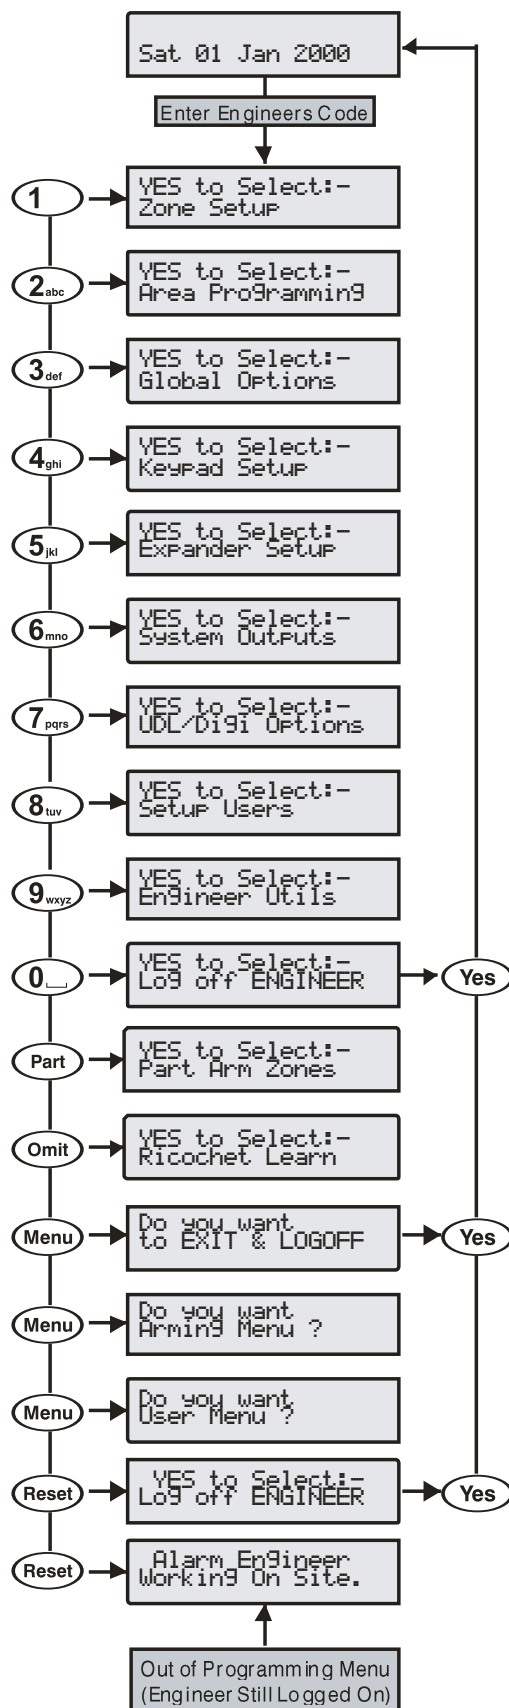 Sat 01 Jan 2000
Enter Engineers Code
1
YES to Select:-
Zone Setup
2abc
YES to Select:-
Area Programming
3def
YES to Select:-
Global Options
4ghi
YES to Select:-
Keypad Setup
5jkl
YES to Select:-
Expander Setup
6mno
YES to Select:-
System Outputs
7pqrs
YES to Select:-
UDL/Digi Options
8tuv
YES to Select:-
Setup Users
9wxyz
YES to Select:-
Engineer Utils
0
YES to Select:-
Log off ENGINEER
Yes
Part
YES to Select:-
Part Arm Zones
Omit
YES to Select:-
Ricochet Learn
Menu
Do you want
to EXIT & LOGOFF
Yes
Menu
Do you want
Arming Menu ?
Menu
Do you want
User Menu ?
Reset
YES to Select:-
Log off ENGINEER
Yes
Reset
Alarm Engineer
Working On Site.
Out of Programming Menu
(Engineer Still Logged On)